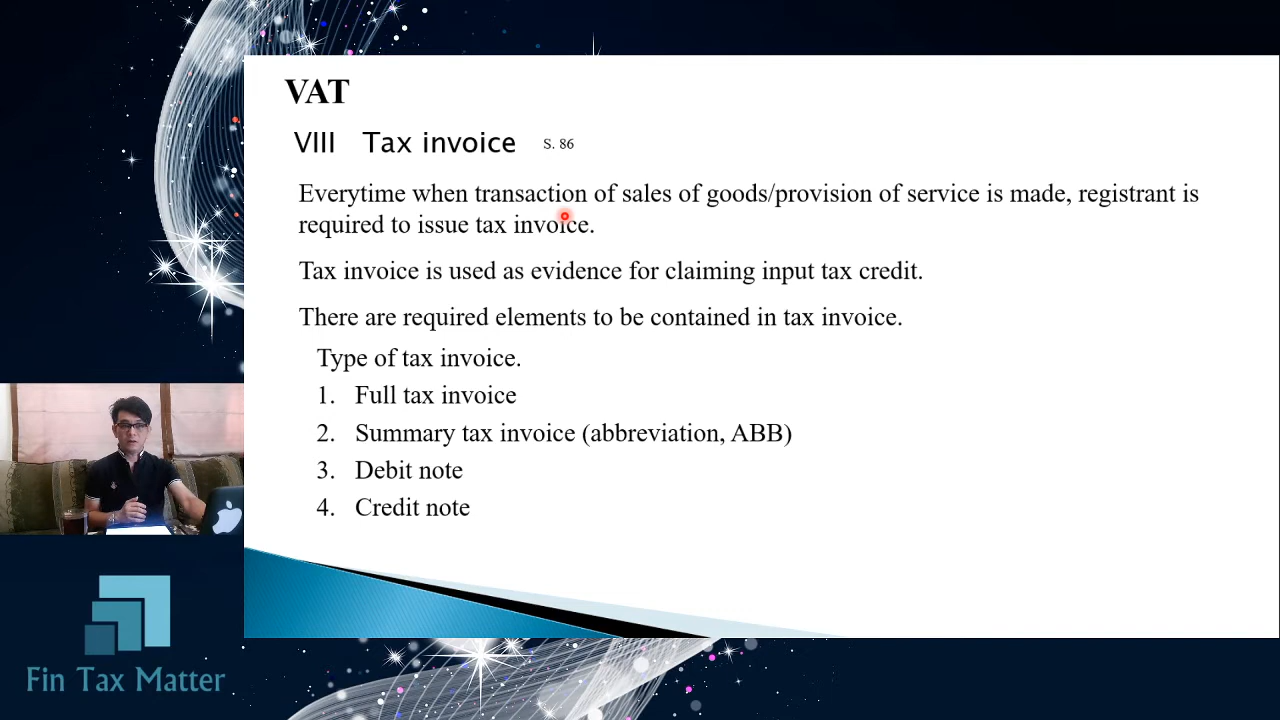 VAT
VIII Tax invoice S. 86
Everytime when transaction of sales of goods/provision of service is made, registrant is
required to issue tax invoice.
Tax invoice is used as evidence for claiming input tax credit.
There are required elements to be contained in tax invoice.
Type of tax invoice.
1. Full tax invoice
2. Summary tax invoice (abbreviation, ABB)
3. Debit note
4. Credit note
Fin Tax Matter